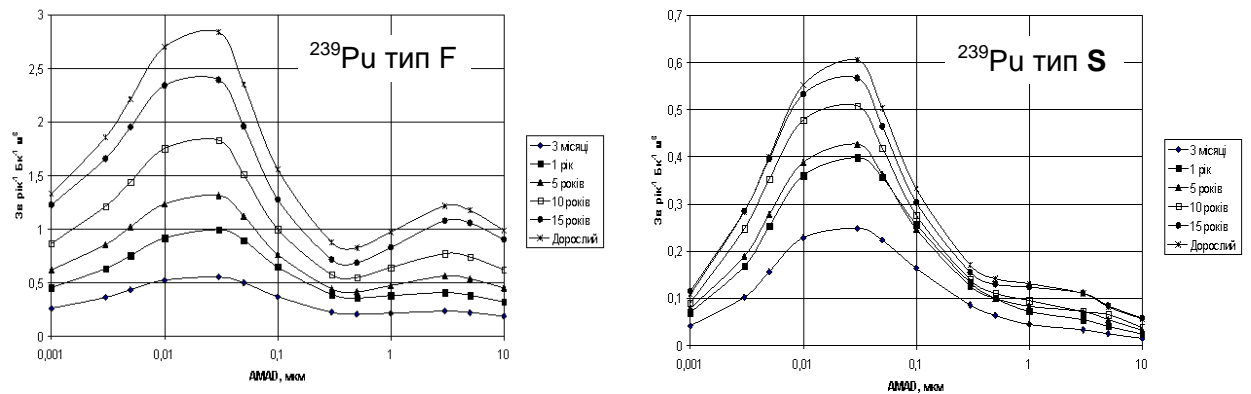 3
2,5
2
1,5
1
0,5
0
Зв рік⁻¹ Бк⁻¹ м³
²³⁹Pu тип F
0,001
0,01
0,1
1
10
AMAD, мкм
3 місяці
1 рік
5 років
10 років
15 років
Дорослий
0,7
0,6
0,5
0,4
0,3
0,2
0,1
0
Зв рік⁻¹ Бк⁻¹ м³
²³⁹Pu тип S
0,001
0,01
0,1
1
10
AMAD, мкм
3 місяці
1 рік
5 років
10 років
15 років
Дорослий